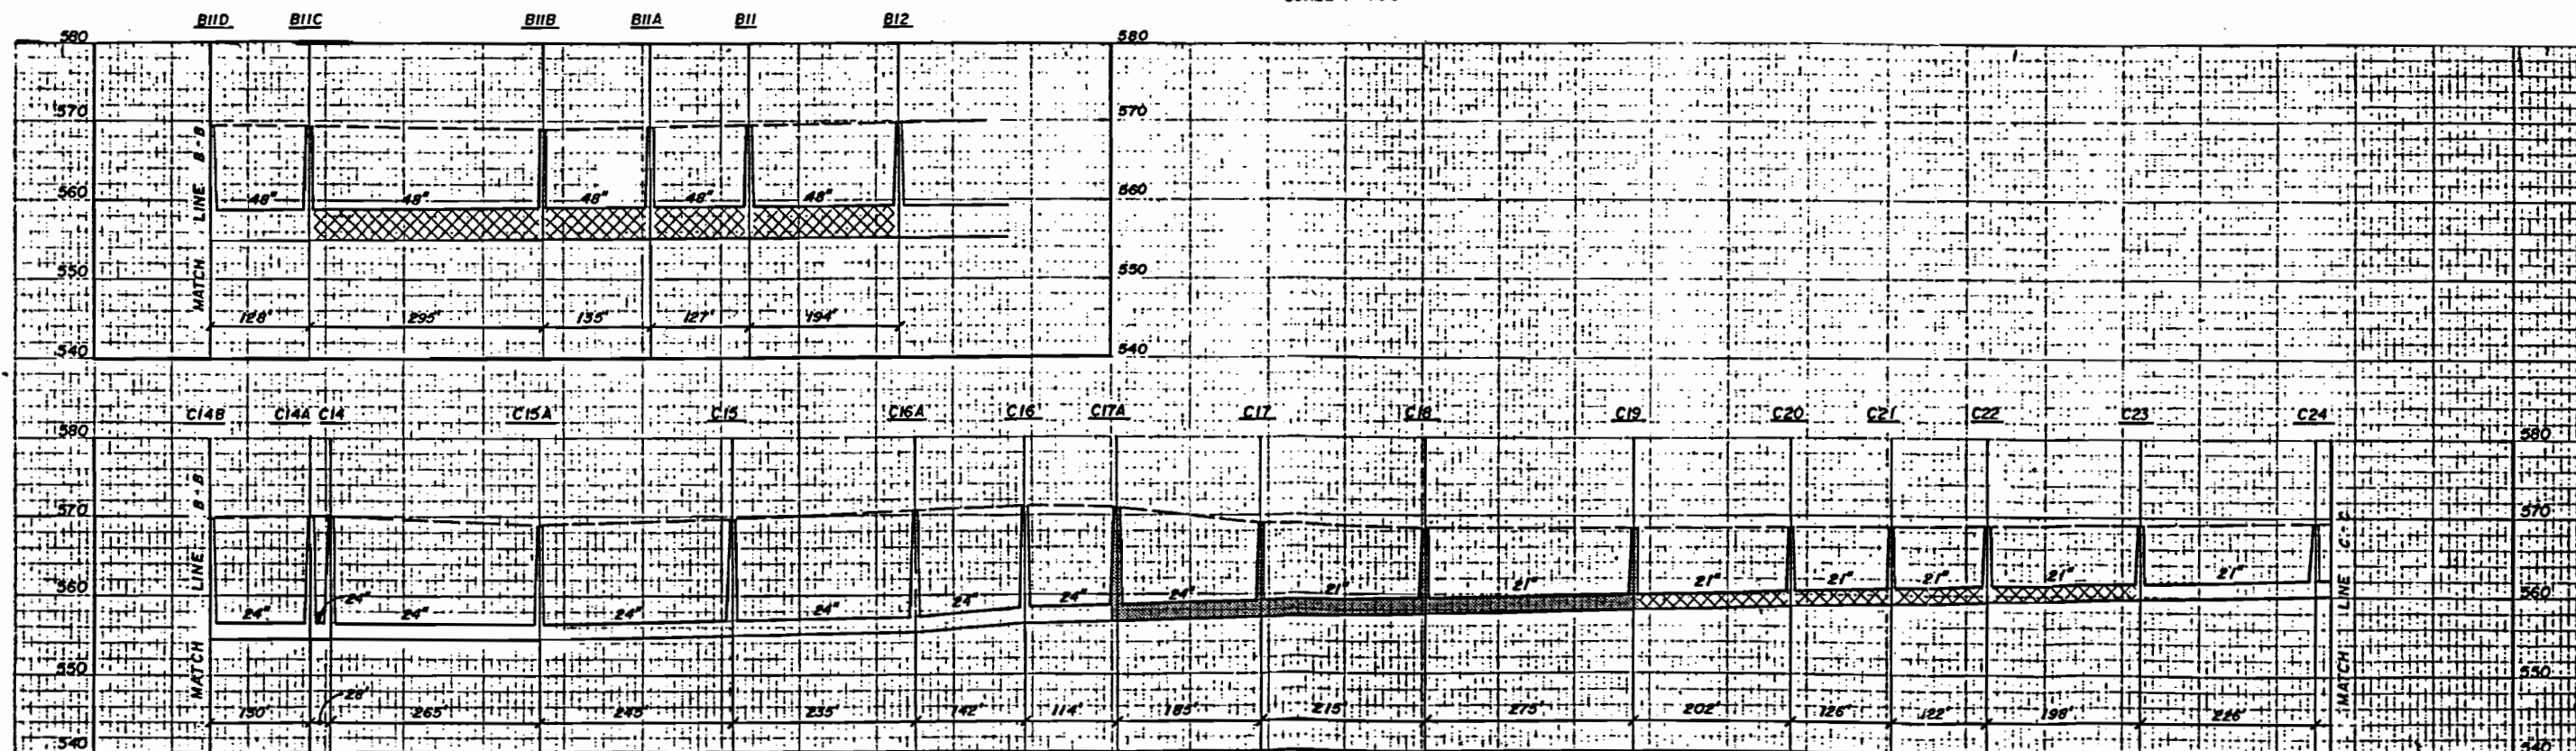 B11D B11C B11B B11A B11 B12
580 580
570 570
MATCH LINE B-B
48" 48" 48" 48" 48"
560 560
550 550
128' 295' 135' 127' 194'
540 540
C14B C14A C14 C15A C15 C16A C16 C17A C17 C18 C19 C20 C21 C22 C23 C24
580 580
570 570
MATCH LINE B-B
MATCH LINE C-C
24" 24" 24" 24" 24" 24" 24" 24" 21" 21" 21" 21" 21" 21" 21"
560 560
550 550
28'
130' 265' 245' 235' 142' 114' 185' 215' 275' 202' 126' 122' 198' 226'
540 540